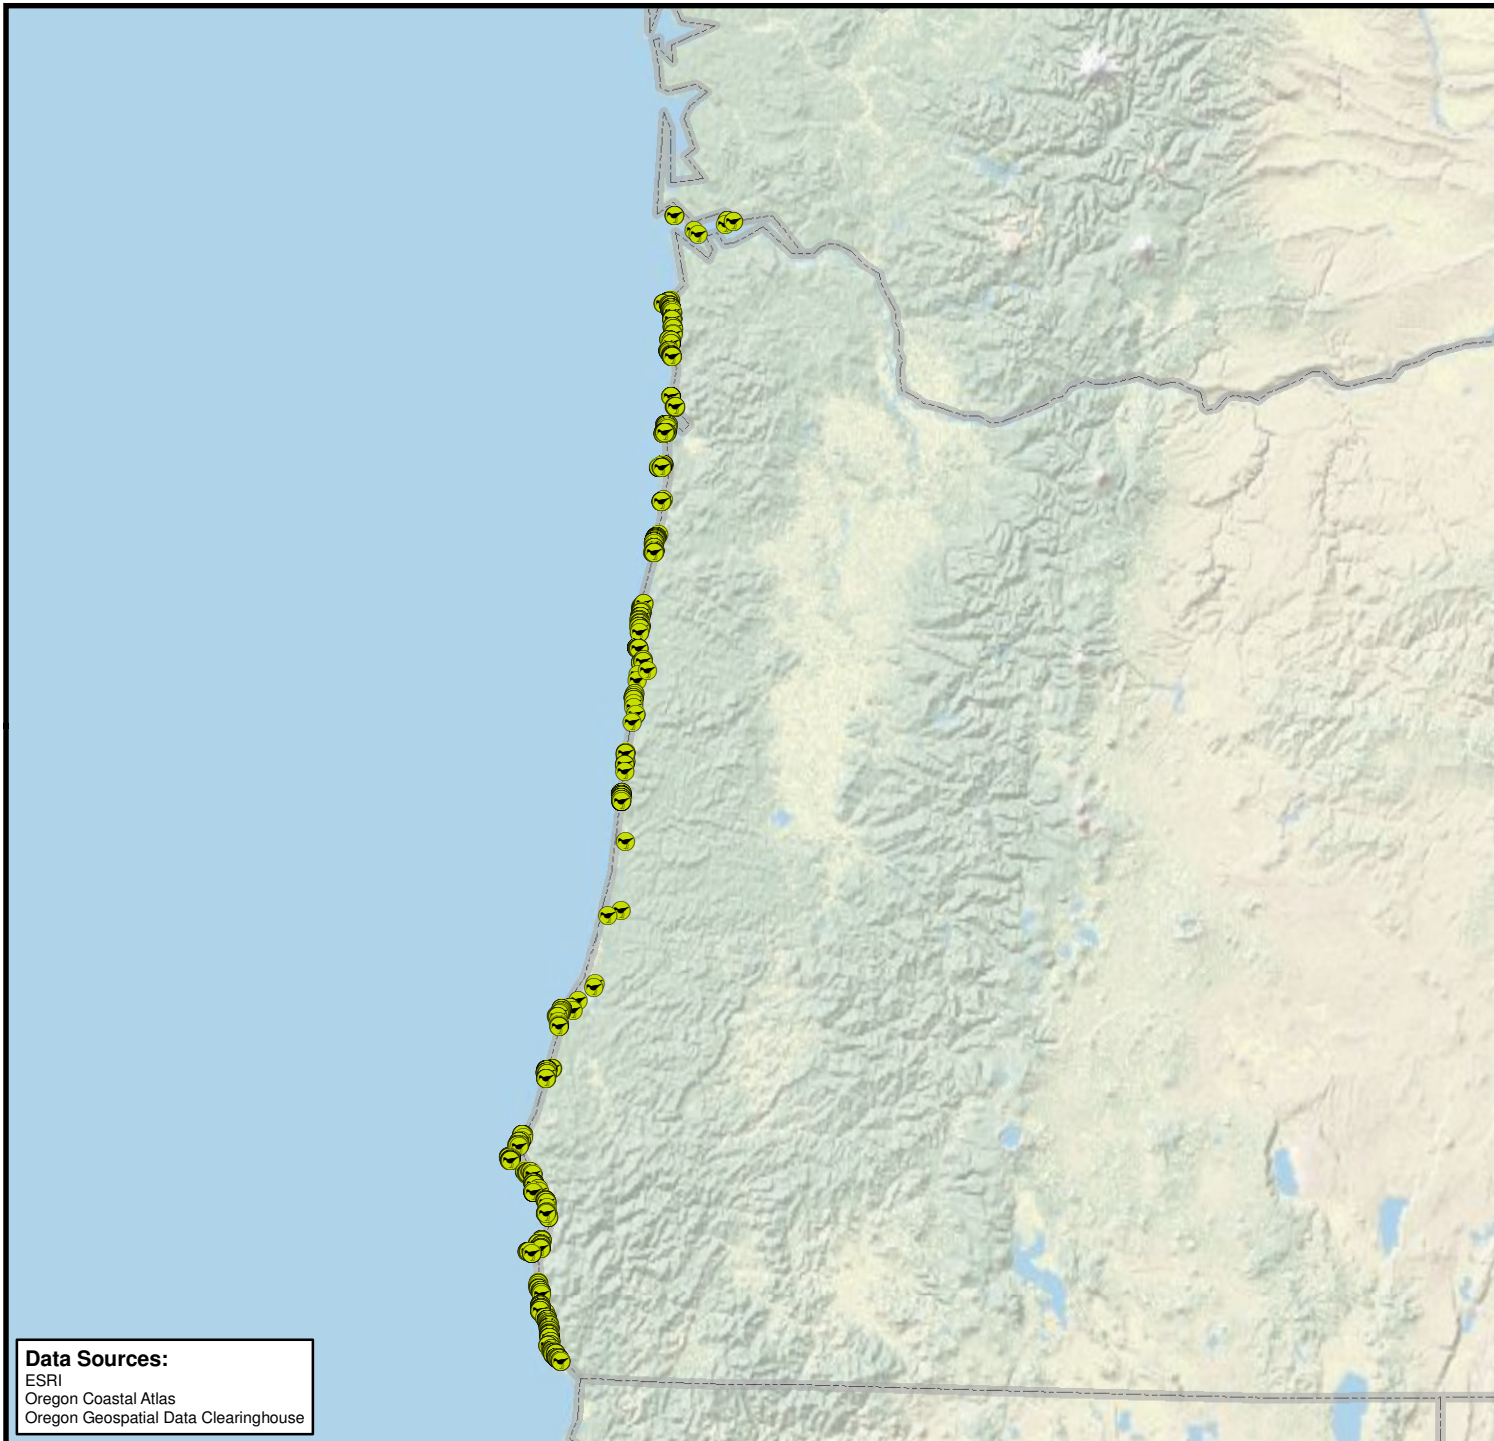 Data Sources:
ESRI
Oregon Coastal Atlas
Oregon Geospatial Data Clearinghouse